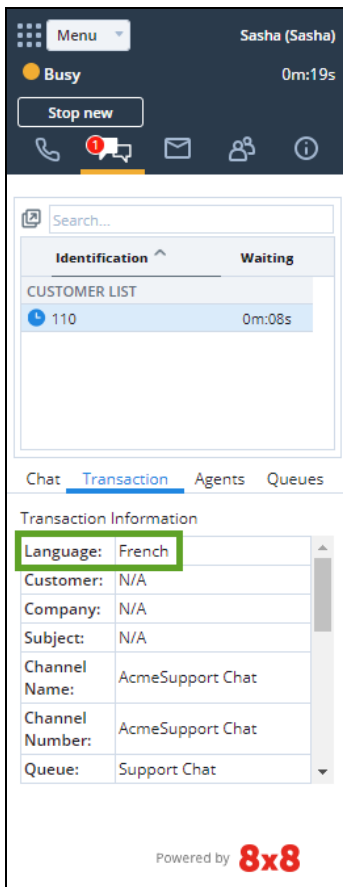 Menu Sasha (Sasha)
Busy 0m:19s
Stop new
1
Search...
Identification Waiting
CUSTOMER LIST
110 0m:08s
Chat Transaction Agents Queues
Transaction Information
Language: French
Customer: N/A
Company: N/A
Subject: N/A
Channel
Name: AcmeSupport Chat
Channel
Number: AcmeSupport Chat
Queue: Support Chat
Powered by 8x8